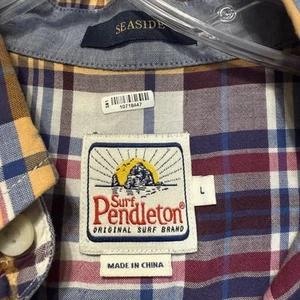 SEASIDE
10718447
Surf
Pendleton®
ORIGINAL SURF BRAND
L
MADE IN CHINA